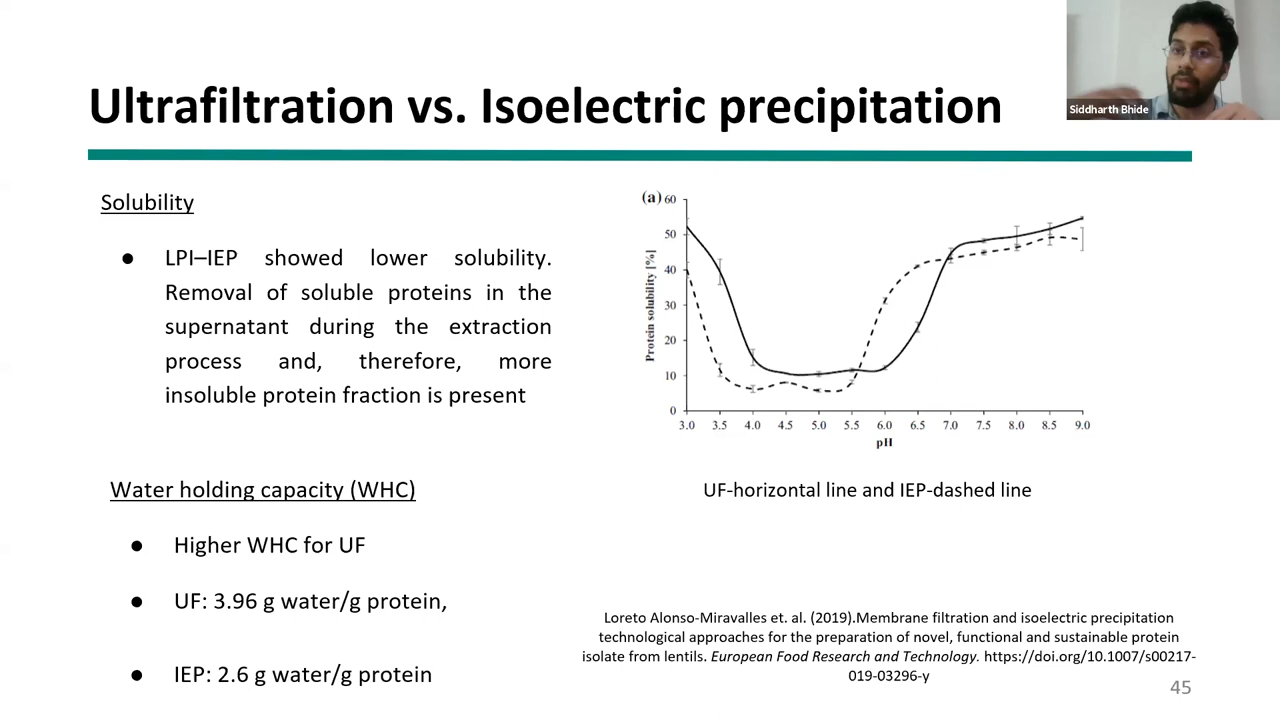 Siddharth Bhide
Ultrafiltration vs. Isoelectric precipitation
Solubility
● LPI–IEP showed lower solubility.
Removal of soluble proteins in the
supernatant during the extraction
process and, therefore, more
insoluble protein fraction is present
Water holding capacity (WHC)
● Higher WHC for UF
● UF: 3.96 g water/g protein,
● IEP: 2.6 g water/g protein
(a)
Protein solubility [%]
60
50
40
30
20
10
0
3.0 3.5 4.0 4.5 5.0 5.5 6.0 6.5 7.0 7.5 8.0 8.5 9.0
pH
UF-horizontal line and IEP-dashed line
Loreto Alonso-Miravalles et. al. (2019).Membrane filtration and isoelectric precipitation
technological approaches for the preparation of novel, functional and sustainable protein
isolate from lentils. European Food Research and Technology. https://doi.org/10.1007/s00217-
019-03296-y
45